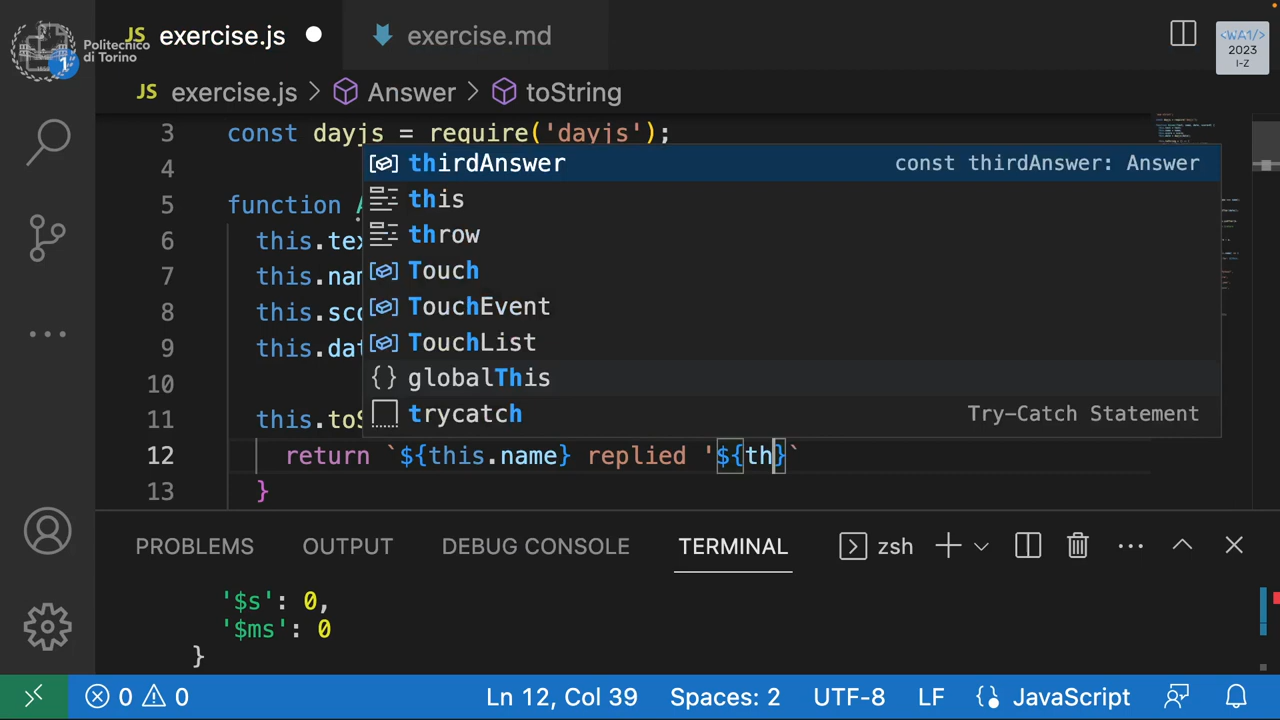 Politecnico
di Torino
1
JS exercise.js
exercise.md
<WA1/>
2023
I-Z
JS exercise.js > Answer > toString
3 const dayjs = require('dayjs');
4
5 function
6 this.tex
7 this.nam
8 this.sco
9 this.dat
10
11 this.toS
12 return `${this.name} replied '${th}`
13 }
thirdAnswer const thirdAnswer: Answer
this
throw
Touch
TouchEvent
TouchList
globalThis
trycatch Try-Catch Statement
PROBLEMS OUTPUT DEBUG CONSOLE TERMINAL zsh
'$s': 0,
'$ms': 0
}
0 0 Ln 12, Col 39 Spaces: 2 UTF-8 LF {} JavaScript